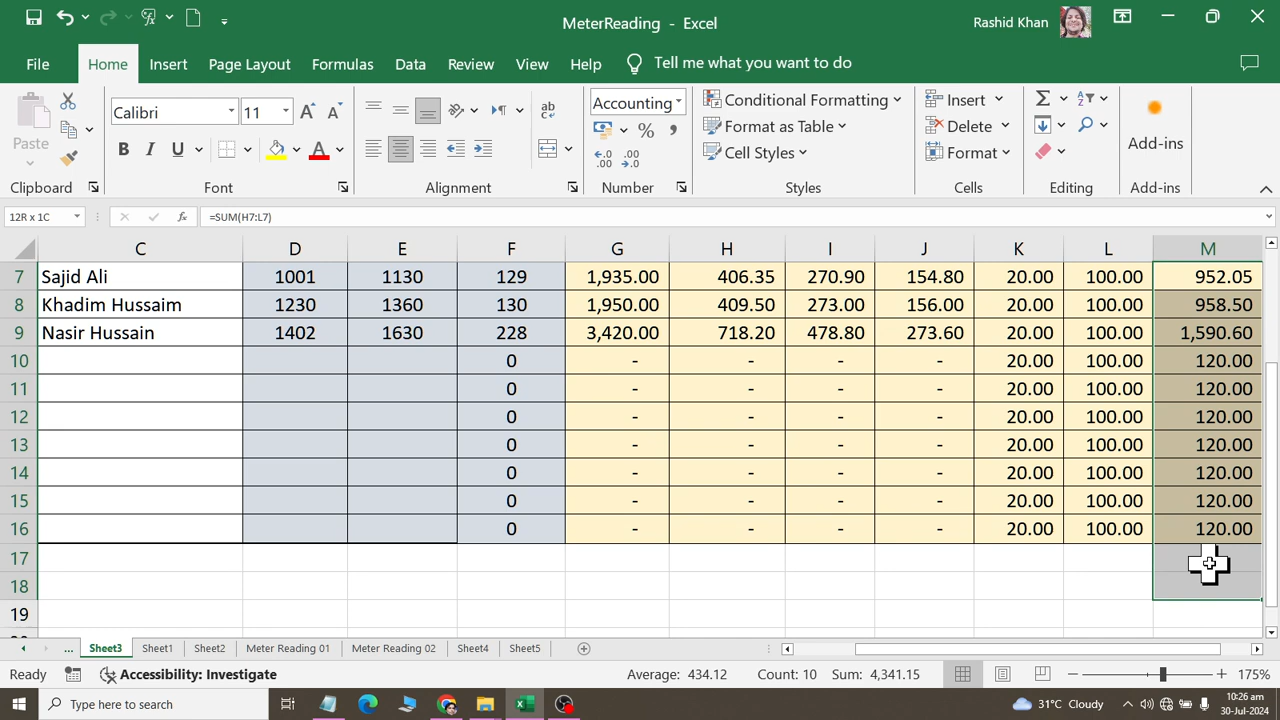 MeterReading - Excel
Rashid Khan
File Home Insert Page Layout Formulas Data Review View Help Tell me what you want to do
Paste
Calibri 11
B I U
ab
Accounting
Conditional Formatting
Format as Table
Cell Styles
Insert
Delete
Format
Add-ins
Clipboard Font Alignment Number Styles Cells Editing Add-ins
12R x 1C fx =SUM(H7:L7)
C D E F G H I J K L M
7 Sajid Ali 1001 1130 129 1,935.00 406.35 270.90 154.80 20.00 100.00 952.05
8 Khadim Hussaim 1230 1360 130 1,950.00 409.50 273.00 156.00 20.00 100.00 958.50
9 Nasir Hussain 1402 1630 228 3,420.00 718.20 478.80 273.60 20.00 100.00 1,590.60
10 0 - - - - 20.00 100.00 120.00
11 0 - - - - 20.00 100.00 120.00
12 0 - - - - 20.00 100.00 120.00
13 0 - - - - 20.00 100.00 120.00
14 0 - - - - 20.00 100.00 120.00
15 0 - - - - 20.00 100.00 120.00
16 0 - - - - 20.00 100.00 120.00
17
18
19
... Sheet3 Sheet1 Sheet2 Meter Reading 01 Meter Reading 02 Sheet4 Sheet5
Ready Accessibility: Investigate Average: 434.12 Count: 10 Sum: 4,341.15 175%
Type here to search 31°C Cloudy 10:26 am
30-Jul-2024